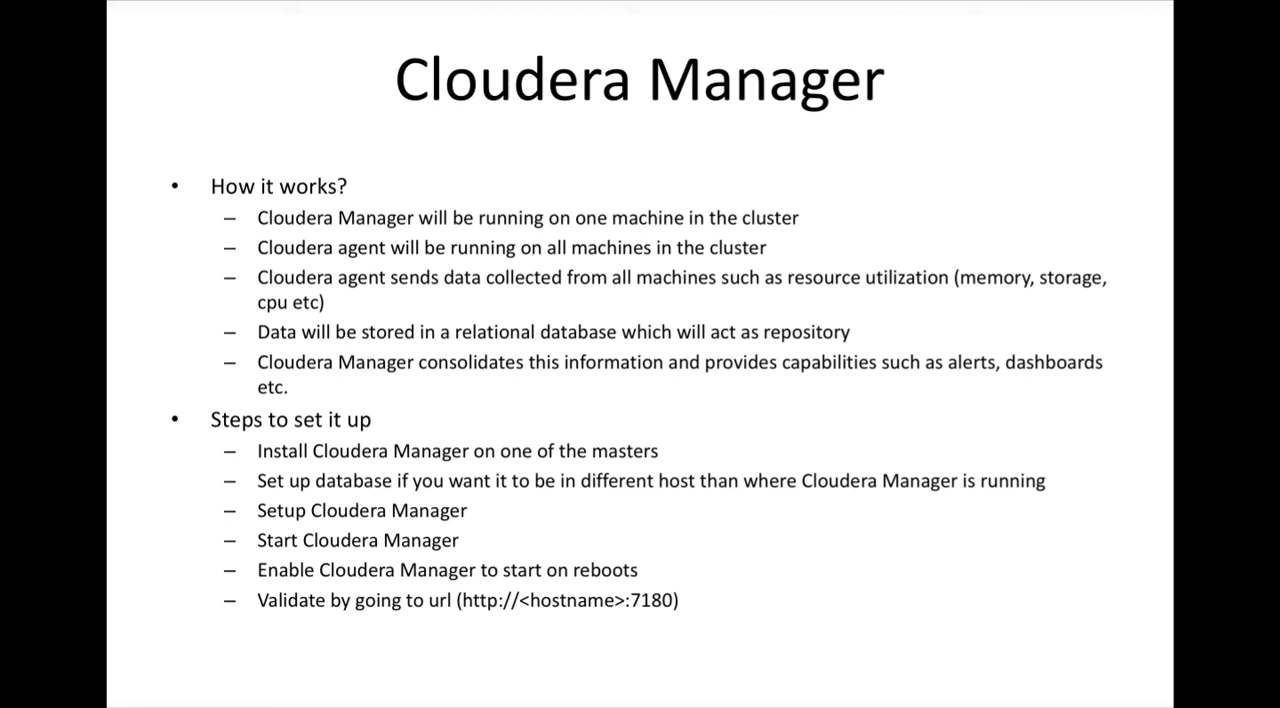 Cloudera Manager
• How it works?
– Cloudera Manager will be running on one machine in the cluster
– Cloudera agent will be running on all machines in the cluster
– Cloudera agent sends data collected from all machines such as resource utilization (memory, storage,
cpu etc)
– Data will be stored in a relational database which will act as repository
– Cloudera Manager consolidates this information and provides capabilities such as alerts, dashboards
etc.
• Steps to set it up
– Install Cloudera Manager on one of the masters
– Set up database if you want it to be in different host than where Cloudera Manager is running
– Setup Cloudera Manager
– Start Cloudera Manager
– Enable Cloudera Manager to start on reboots
– Validate by going to url (http://<hostname>:7180)